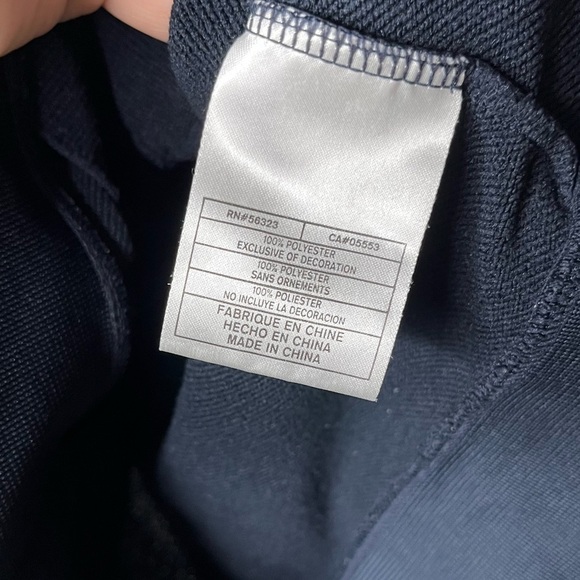 RN#56323 CA#05553
100% POLYESTER
EXCLUSIVE OF DECORATION
100% POLYESTER
SANS ORNEMENTS
100% POLIESTER
NO INCLUYE LA DECORACION
FABRIQUE EN CHINE
HECHO EN CHINA
MADE IN CHINA